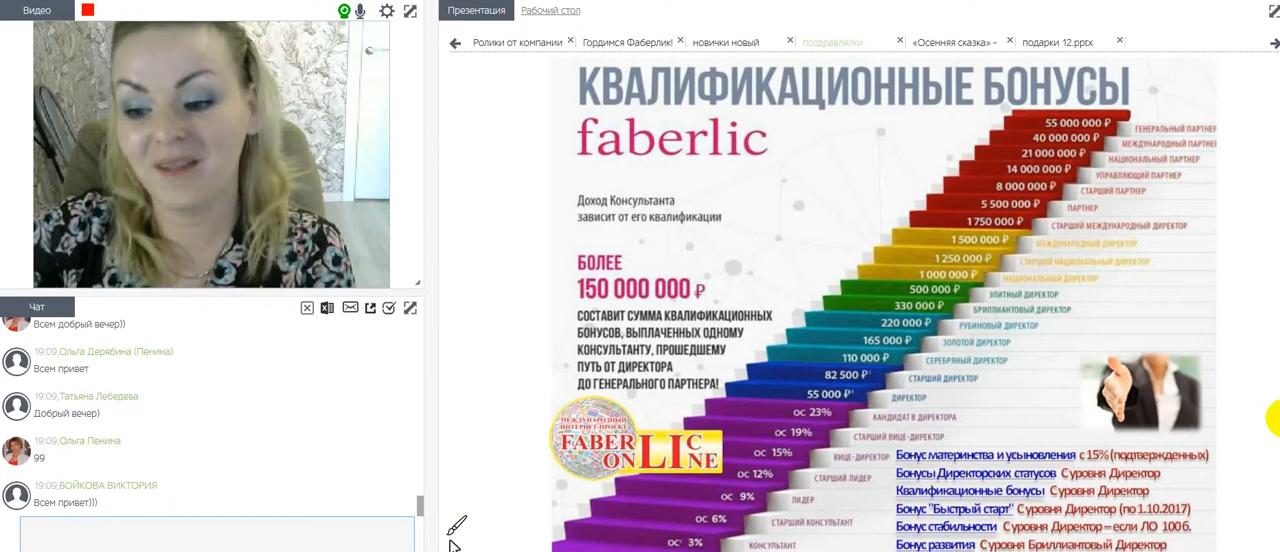 Видео
Презентация
Рабочий стол
Ролики от компании
Гордимся Фаберлик!
новички новый
поздравлялки
«Осенняя сказка» -
подарки 12.pptx
КВАЛИФИКАЦИОННЫЕ БОНУСЫ
faberlic
Доход Консультанта
зависит от его квалификации
БОЛЕЕ
150 000 000 ₽
СОСТАВИТ СУММА КВАЛИФИКАЦИОННЫХ
БОНУСОВ, ВЫПЛАЧЕННЫХ ОДНОМУ
КОНСУЛЬТАНТУ, ПРОШЕДШЕМУ
ПУТЬ ОТ ДИРЕКТОРА
ДО ГЕНЕРАЛЬНОГО ПАРТНЕРА!
55 000 000 ₽ ГЕНЕРАЛЬНЫЙ ПАРТНЕР
40 000 000 ₽ МЕЖДУНАРОДНЫЙ ПАРТНЕР
21 000 000 ₽ НАЦИОНАЛЬНЫЙ ПАРТНЕР
14 000 000 ₽ УПРАВЛЯЮЩИЙ ПАРТНЕР
8 000 000 ₽ СТАРШИЙ ПАРТНЕР
5 500 000 ₽ ПАРТНЕР
1 750 000 ₽ СТАРШИЙ МЕЖДУНАРОДНЫЙ ДИРЕКТОР
1 500 000 ₽ МЕЖДУНАРОДНЫЙ ДИРЕКТОР
1 250 000 ₽ СТАРШИЙ НАЦИОНАЛЬНЫЙ ДИРЕКТОР
1 000 000 ₽ НАЦИОНАЛЬНЫЙ ДИРЕКТОР
500 000 ₽ ЭЛИТНЫЙ ДИРЕКТОР
330 000 ₽ БРИЛЛИАНТОВЫЙ ДИРЕКТОР
220 000 ₽ РУБИНОВЫЙ ДИРЕКТОР
165 000 ₽ ЗОЛОТОЙ ДИРЕКТОР
110 000 ₽ СЕРЕБРЯНЫЙ ДИРЕКТОР
82 500 ₽¹ СТАРШИЙ ДИРЕКТОР
55 000 ₽¹ ДИРЕКТОР
ОС 23% КАНДИДАТ В ДИРЕКТОРА
ОС 19% СТАРШИЙ ВИЦЕ-ДИРЕКТОР
ОС 15% ВИЦЕ-ДИРЕКТОР
ОС 12% СТАРШИЙ ЛИДЕР
ОС 9% ЛИДЕР
ОС 6% СТАРШИЙ КОНСУЛЬТАНТ
ОС² 3% КОНСУЛЬТАНТ
МЕЖДУНАРОДНЫЙ
ИНТЕРНЕТ-ПРОЕКТ
FABERLIC
ONLINE
Бонус материнства и усыновления с 15% (подтвержденных)
Бонусы Директорских статусов С уровня Директор
Квалификационные бонусы С уровня Директор
Бонус "Быстрый старт" С уровня Директор (по 1.10.2017)
Бонус стабильности С уровня Директор = если ЛО 100б.
Бонус развития С уровня Бриллиантовый Директор
Чат
Всем добрый вечер))
19:09, Ольга Дерябина (Пенина)
Всем привет
19:09, Татьяна Лебедева
Добрый вечер)
19:09, Ольга Пенина
99
19:09, БОЙКОВА ВИКТОРИЯ
Всем привет)))